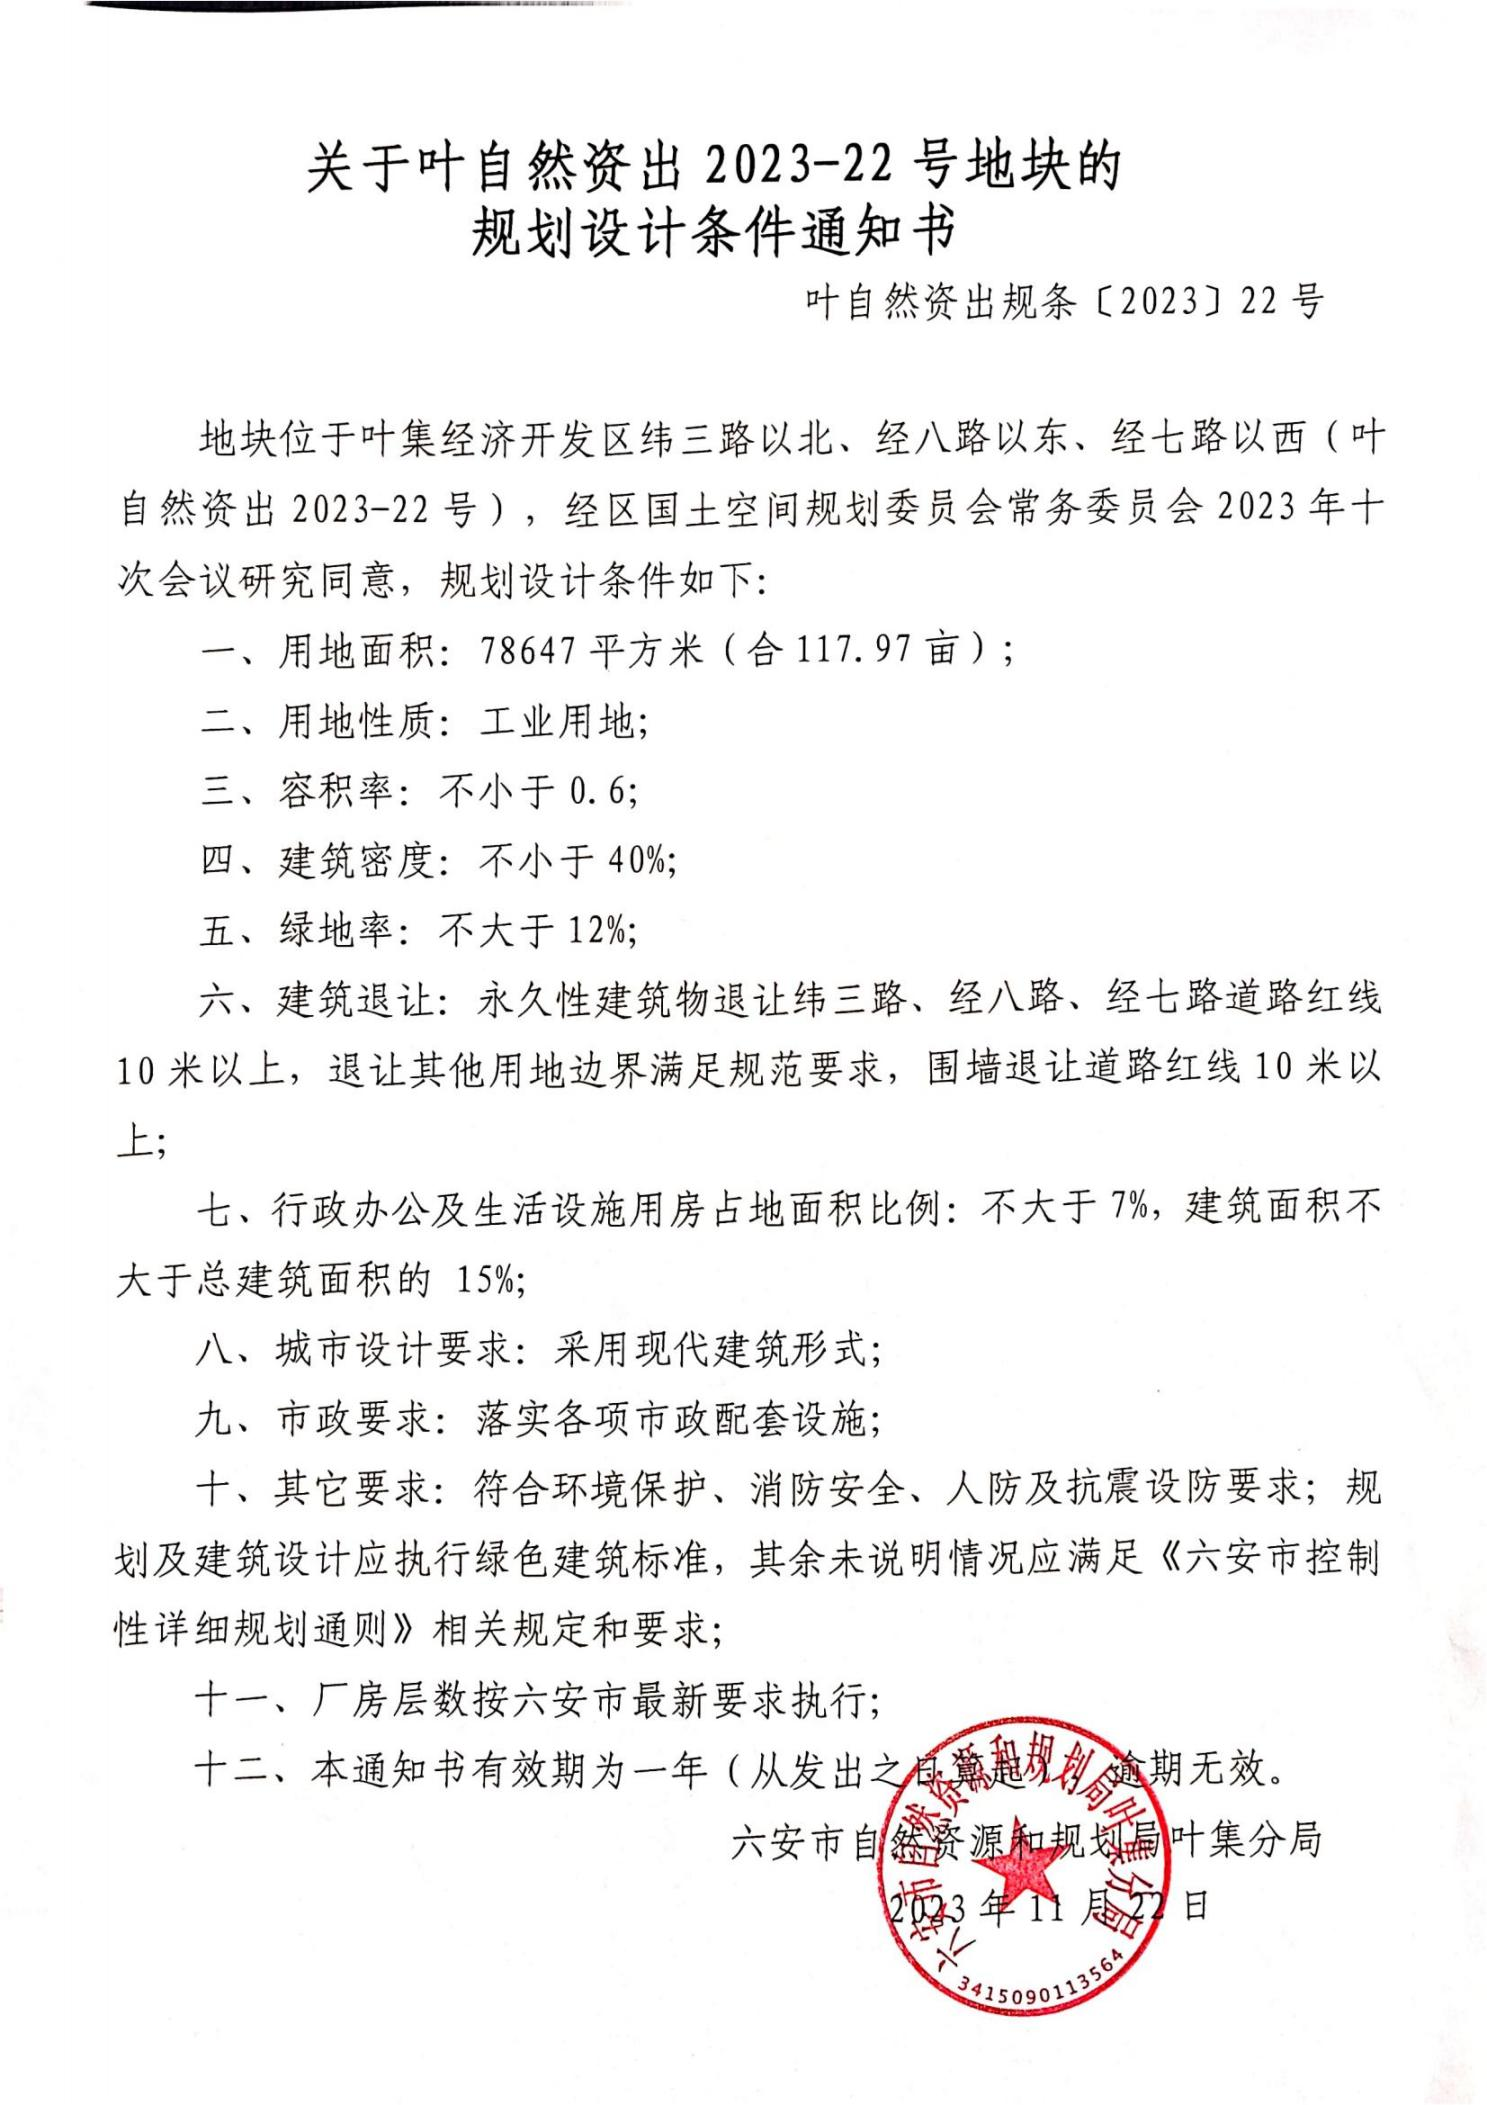 关于叶自然资出 2023-22 号地块的
规划设计条件通知书
叶自然资出规条〔2023〕22 号
地块位于叶集经济开发区纬三路以北、经八路以东、经七路以西（叶
自然资出 2023-22 号），经区国土空间规划委员会常务委员会 2023 年十
次会议研究同意，规划设计条件如下：
一、用地面积：78647 平方米（合 117.97 亩）；
二、用地性质：工业用地；
三、容积率：不小于 0.6；
四、建筑密度：不小于 40%；
五、绿地率：不大于 12%；
六、建筑退让：永久性建筑物退让纬三路、经八路、经七路道路红线
10 米以上，退让其他用地边界满足规范要求，围墙退让道路红线 10 米以
上；
七、行政办公及生活设施用房占地面积比例：不大于 7%，建筑面积不
大于总建筑面积的 15%；
八、城市设计要求：采用现代建筑形式；
九、市政要求：落实各项市政配套设施；
十、其它要求：符合环境保护、消防安全、人防及抗震设防要求；规
划及建筑设计应执行绿色建筑标准，其余未说明情况应满足《六安市控制
性详细规划通则》相关规定和要求；
十一、厂房层数按六安市最新要求执行；
十二、本通知书有效期为一年（从发出之日算起），逾期无效。
六安市自然资源和规划局叶集分局
2023 年 11 月 22 日
六安市自然资源和规划局叶集分局
3415090113564